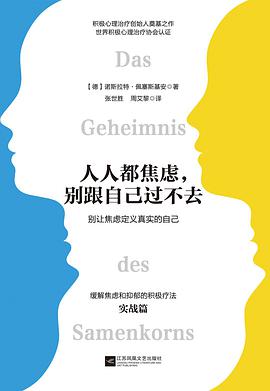 积极心理治疗创始人奠基之作
世界积极心理治疗协会认证
Das
【德】诺斯拉特·佩塞斯基安◎著
张世胜 周艾黎◎译
Geheimnis
人人都焦虑，
别跟自己过不去
别让焦虑定义真实的自己
des
缓解焦虑和抑郁的积极疗法
实战篇
Samenkorns
江苏凤凰文艺出版社